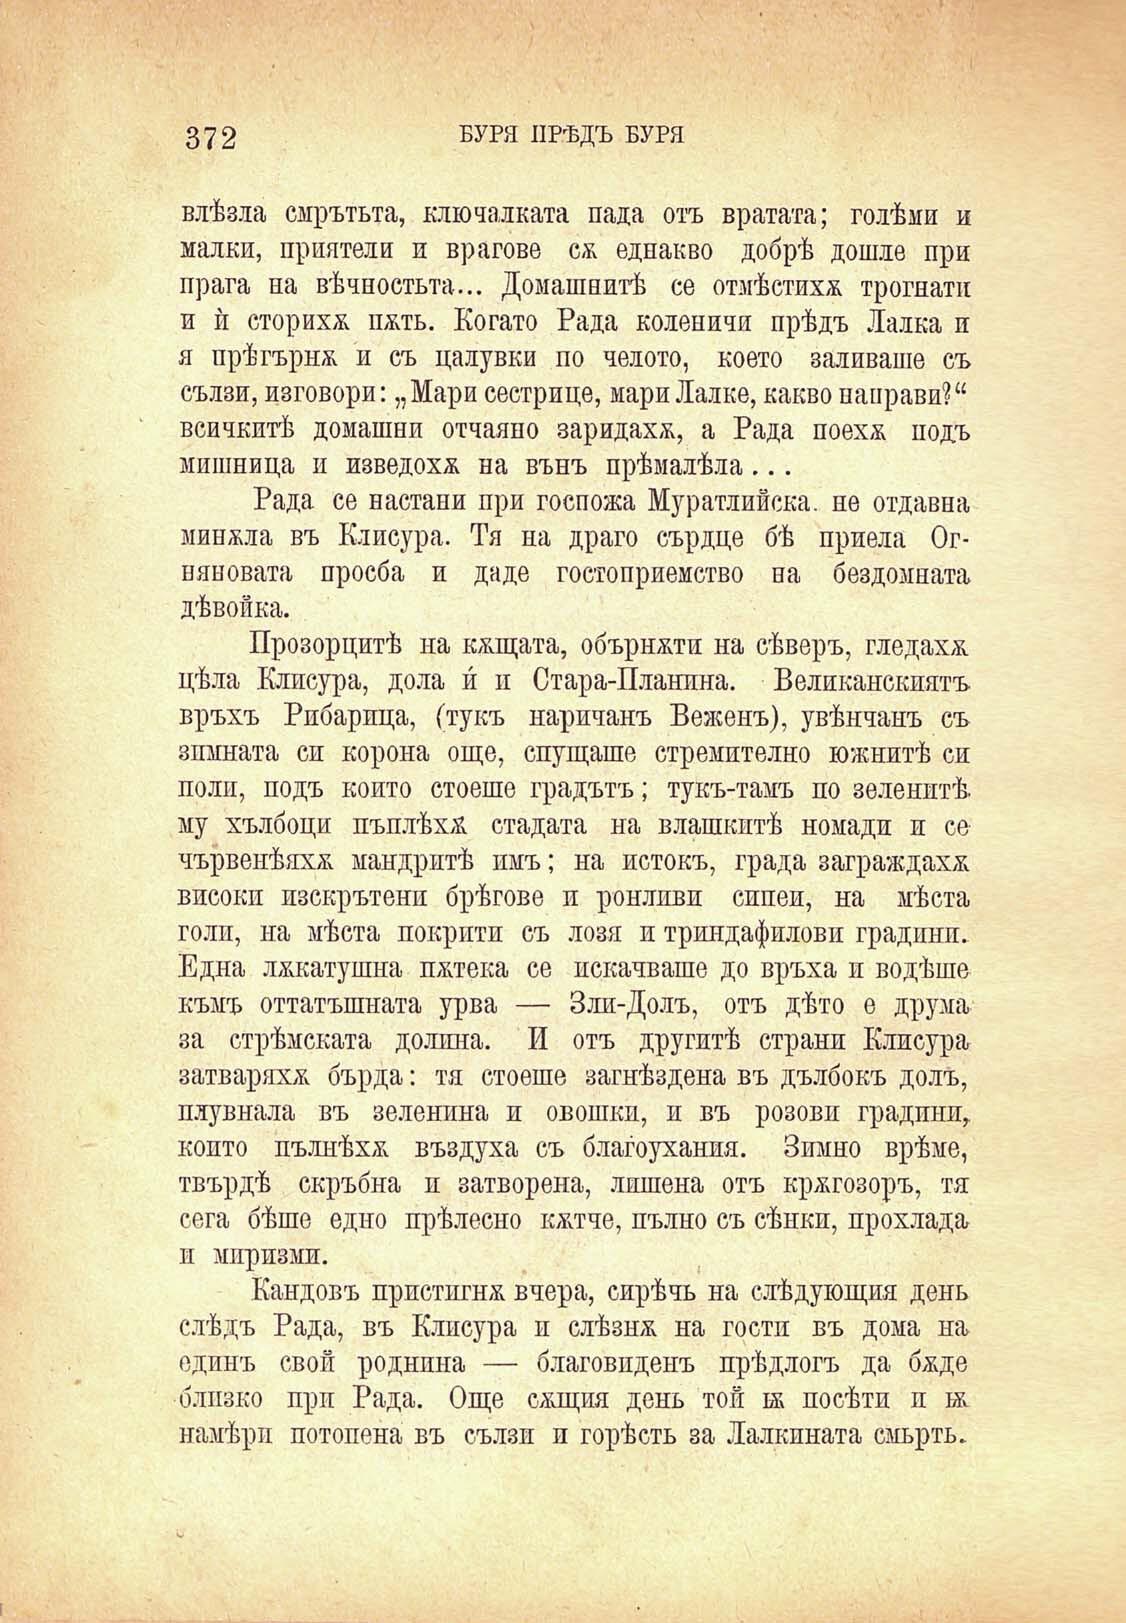 372 БУРЯ ПРѢДЪ БУРЯ
влѣзла смрътьта, ключалката пада отъ вратата; голѣми и
малки, приятели и врагове сѫ еднакво добрѣ дошле при
прага на вѣчностьта... Домашнитѣ се отмѣстихѫ трогнати
и ѝ сторихѫ пѫть. Когато Рада коленичи прѣдъ Лалка и
я прѣгърнѫ и съ цалувки по челото, което заливаше съ
сълзи, изговори: „Мари сестрице, мари Лалке, какво направи?“
всичкитѣ домашни отчаяно заридахѫ, а Рада поехѫ подъ
мишница и изведохѫ на вънъ прѣмалѣла...
Рада се настани при госпожа Муратлийска. не отдавна
минѫла въ Клисура. Тя на драго сърдце бѣ приела Ог-
няновата просба и даде гостоприемство на бездомната
дѣвойка.
Прозорцитѣ на кѫщата, обърнѫти на сѣверъ, гледахѫ
цѣла Клисура, дола ѝ и Стара-Планина. Великанскиятъ
връхъ Рибарица, (тукъ наричанъ Веженъ), увѣнчанъ съ
зимната си корона още, спущаше стремително южнитѣ си
поли, подъ които стоеше градътъ; тукъ-тамъ по зеленитѣ
му хълбоци пъплѣхѫ стадата на влашкитѣ номади и се
чървенѣяхѫ мандритѣ имъ; на истокъ, града заграждахѫ
високи изскрътени брѣгове и ронливи сипеи, на мѣста
голи, на мѣста покрити съ лозя и триндафилови градини.
Една лѫкатушна пѫтека се искачваше до връха и водѣше
къмъ оттатъшната урва — Зли-Долъ, отъ дѣто е друма
за стрѣмската долина. И отъ другитѣ страни Клисура
затваряхѫ бърда: тя стоеше загнѣздена въ дълбокъ долъ,
плувнала въ зеленина и овошки, и въ розови градини,
които пълнѣхѫ въздуха съ благоухания. Зимно врѣме,
твърдѣ скръбна и затворена, лишена отъ крѫгозоръ, тя
сега бѣше едно прѣлесно кѫтче, пълно съ сѣнки, прохлада
и миризми.
Кандовъ пристигнѫ вчера, сирѣчь на слѣдующия день
слѣдъ Рада, въ Клисура и слѣзнѫ на гости въ дома на
единъ свой роднина — благовиденъ прѣдлогъ да бѫде
близко при Рада. Още сѫщия день той ѭ посѣти и ѭ
намѣри потопена въ сълзи и горѣсть за Лалкината смьрть.